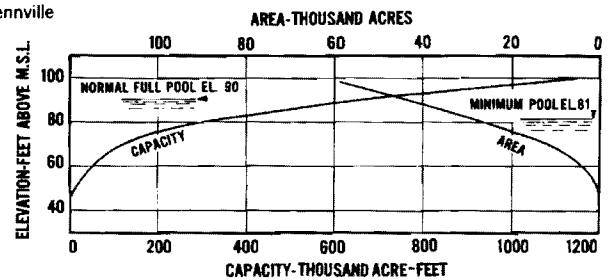 ennville
AREA-THOUSAND ACRES
100 80 60 40 20 0
ELEVATION-FEET ABOVE M.S.L.
100
80
60
40
NORMAL FULL POOL EL. 90
MINIMUM POOL EL.81
CAPACITY
AREA
0 200 400 600 800 1000 1200
CAPACITY-THOUSAND ACRE-FEET